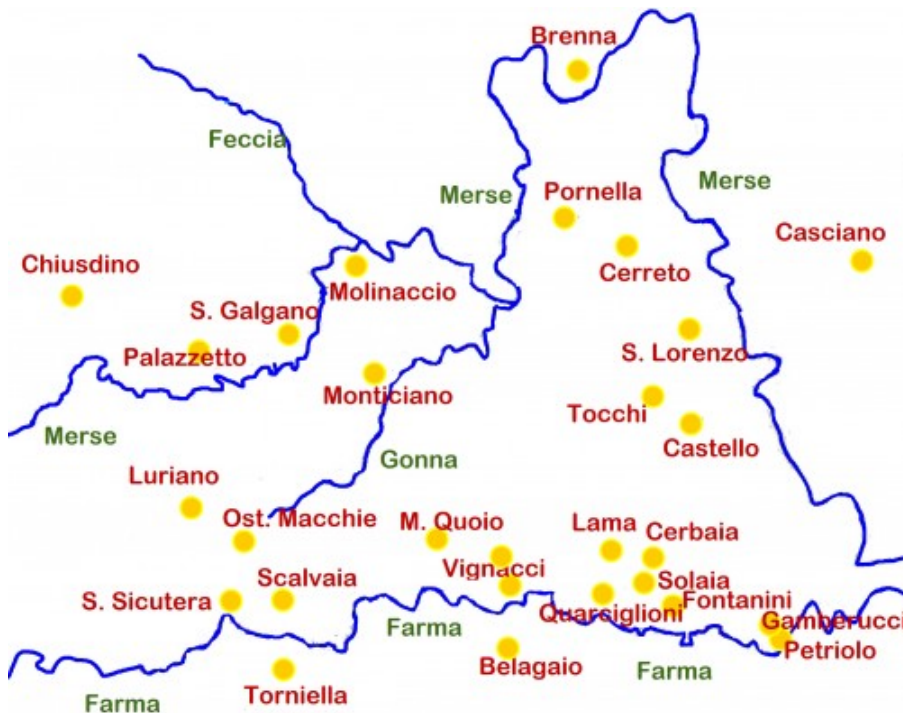 Brenna
Feccia
Merse
Pornella
Merse
Casciano
Chiusdino
Cerreto
Molinaccio
S. Galgano
Palazzetto
S. Lorenzo
Monticiano
Tocchi
Merse
Castello
Gonna
Luriano
Ost. Macchie
M. Quoio
Lama
Cerbaia
Vignacci
Scalvaia
Solaia
S. Sicutera
Quarciglioni
Fontanini
Gamberucci
Farma
Petriolo
Belagaio
Farma
Torniella
Farma